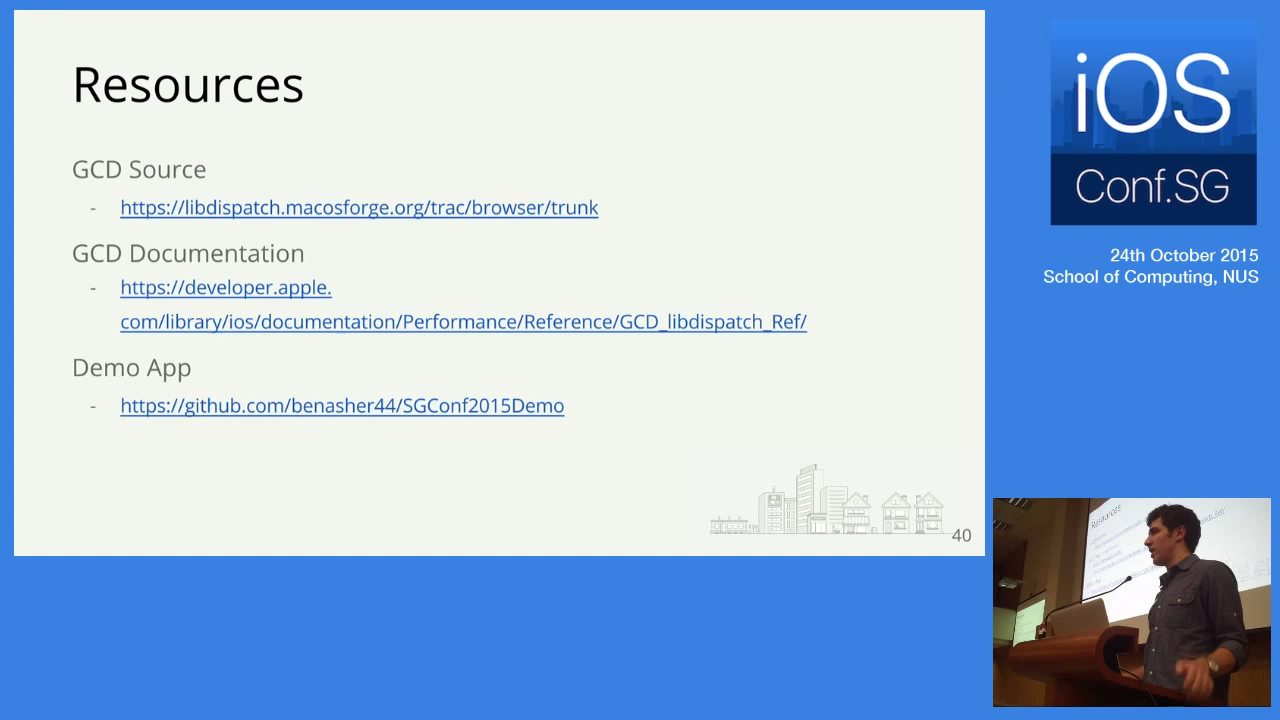 Resources
GCD Source
- https://libdispatch.macosforge.org/trac/browser/trunk
GCD Documentation
- https://developer.apple.
com/library/ios/documentation/Performance/Reference/GCD_libdispatch_Ref/
Demo App
- https://github.com/benasher44/SGConf2015Demo
40
iOS
Conf.SG
24th October 2015
School of Computing, NUS
Resources